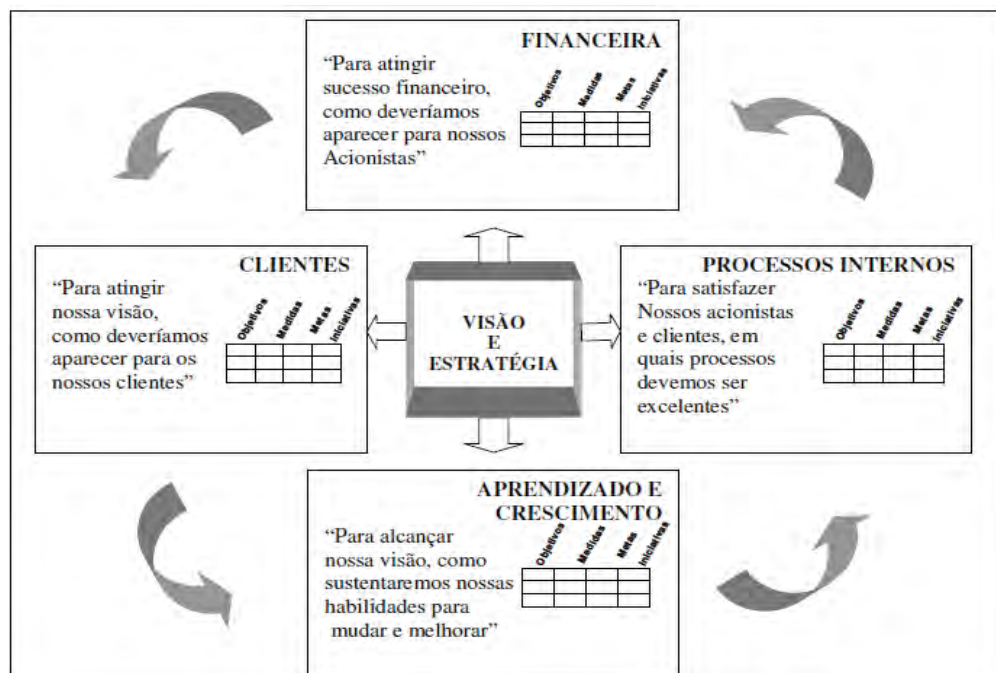 FINANCEIRA
“Para atingir
sucesso financeiro,
como deveríamos
aparecer para nossos
Acionistas”
Objetivos
Medidas
Metas
Iniciativas
CLIENTES
“Para atingir
nossa visão,
como deveríamos
aparecer para os
nossos clientes”
Objetivos
Medidas
Metas
Iniciativas
VISÃO
E
ESTRATÉGIA
PROCESSOS INTERNOS
“Para satisfazer
Nossos acionistas
e clientes, em
quais processos
devemos ser
excelentes”
Objetivos
Medidas
Metas
Iniciativas
APRENDIZADO E
CRESCIMENTO
“Para alcançar
nossa visão, como
sustentaremos nossas
habilidades para
mudar e melhorar”
Objetivos
Medidas
Metas
Iniciativas